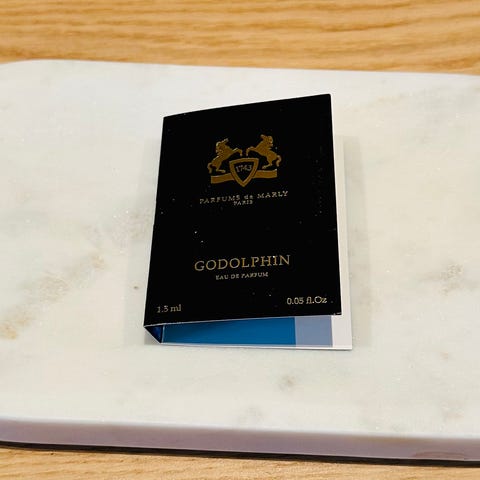 1743
PARFUMS de MARLY
PARIS
GODOLPHIN
EAU DE PARFUM
1.5 ml 0.05 fl.Oz